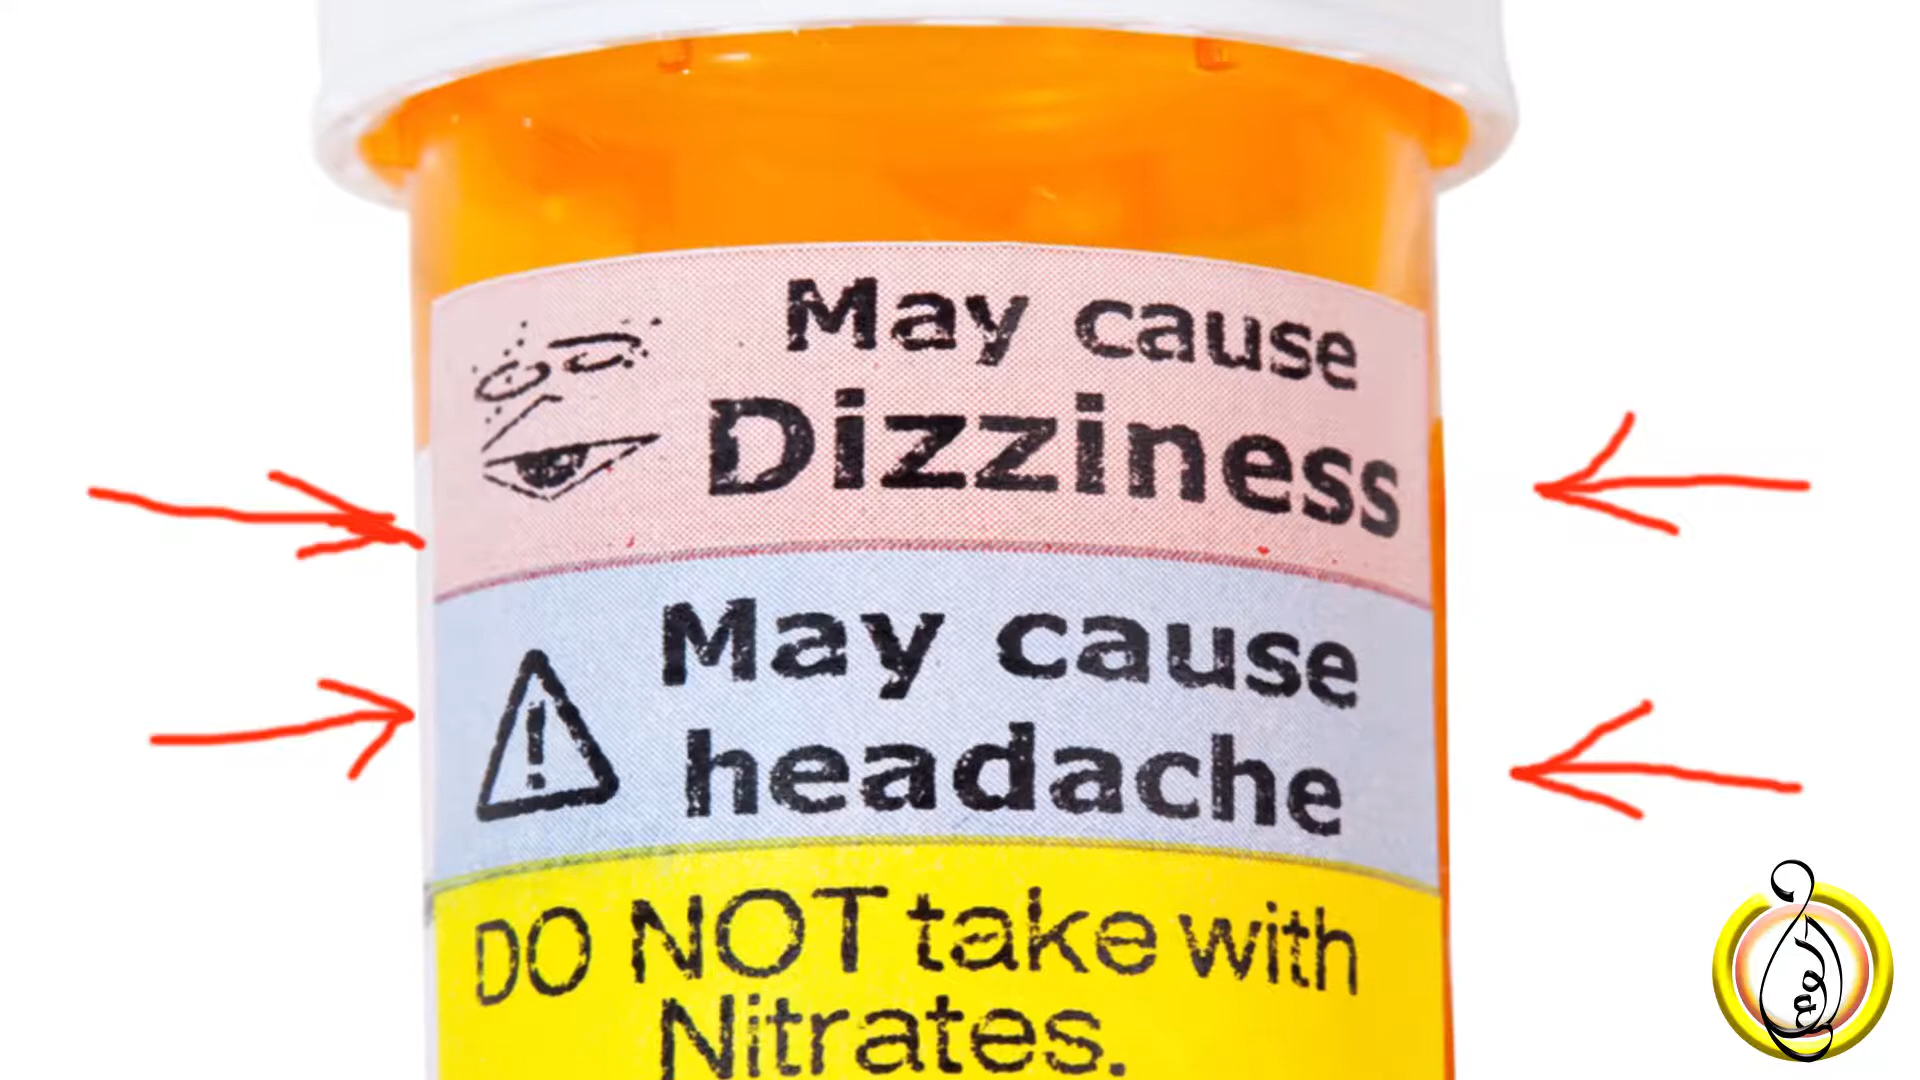 May cause
Dizziness
May cause
headache
DO NOT take with
Nitrates.